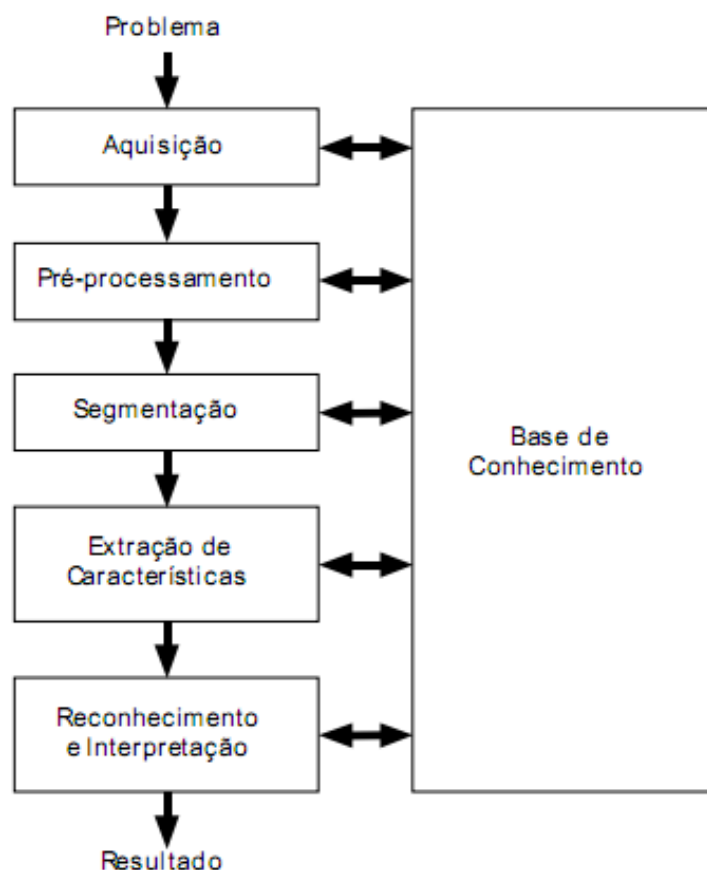 Problema
Aquisição
Pré-processamento
Segmentação
Extração de
Características
Reconhecimento
e Interpretação
Resultado
Base de
Conhecimento